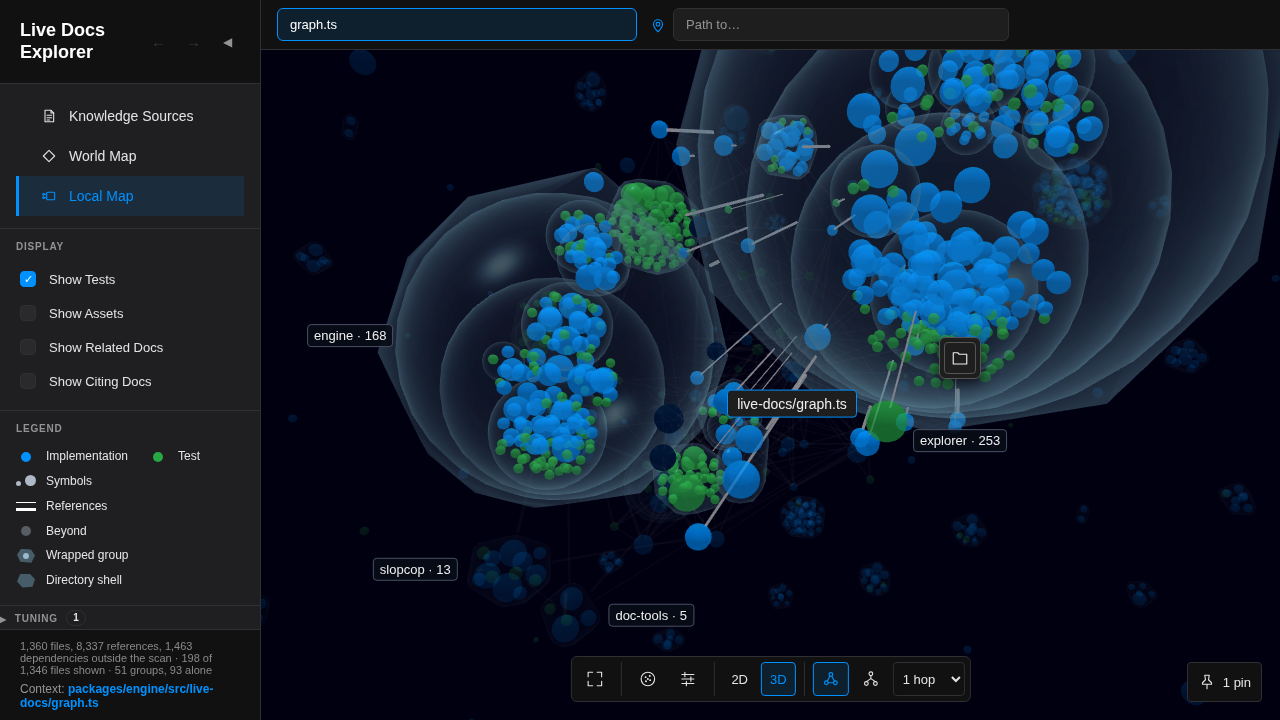 Live Docs
Explorer
graph.ts
Path to…
Knowledge Sources
World Map
Local Map
DISPLAY
Show Tests
Show Assets
Show Related Docs
Show Citing Docs
LEGEND
Implementation
Test
Symbols
References
Beyond
Wrapped group
Directory shell
TUNING 1
1,360 files, 8,337 references, 1,463
dependencies outside the scan · 198 of
1,346 files shown · 51 groups, 93 alone
Context: packages/engine/src/live-
docs/graph.ts
engine · 168
live-docs/graph.ts
explorer · 253
slopcop · 13
doc-tools · 5
2D
3D
1 hop
1 pin